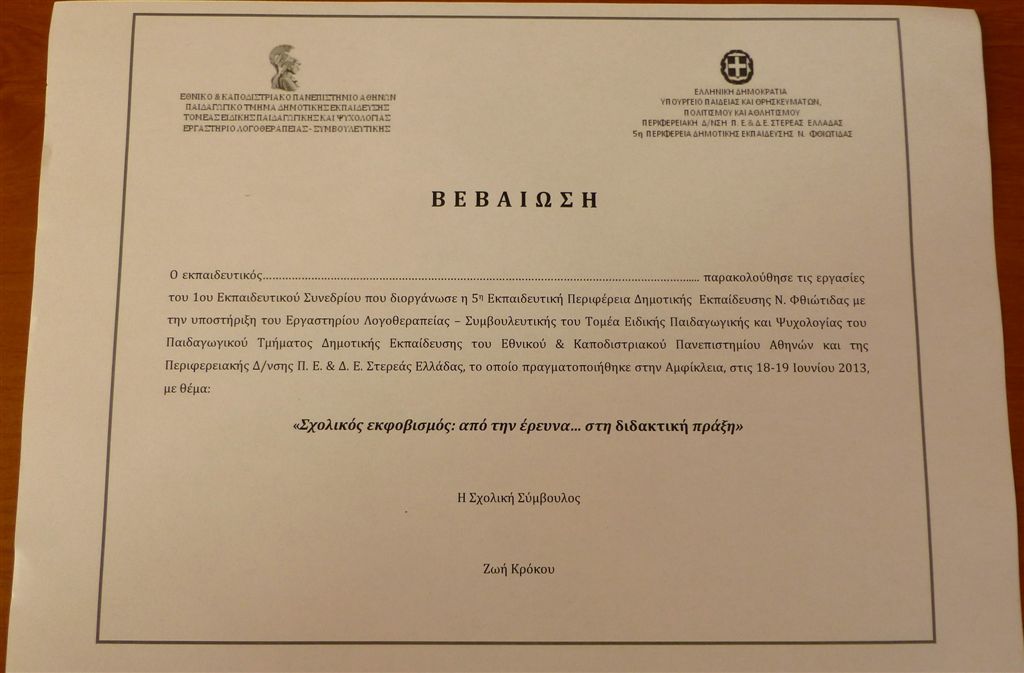 ΕΘΝΙΚΟ & ΚΑΠΟΔΙΣΤΡΙΑΚΟ ΠΑΝΕΠΙΣΤΗΜΙΟ ΑΘΗΝΩΝ
ΠΑΙΔΑΓΩΓΙΚΟ ΤΜΗΜΑ ΔΗΜΟΤΙΚΗΣ ΕΚΠΑΙΔΕΥΣΗΣ
ΤΟΜΕΑΣ ΕΙΔΙΚΗΣ ΠΑΙΔΑΓΩΓΙΚΗΣ ΚΑΙ ΨΥΧΟΛΟΓΙΑΣ
ΕΡΓΑΣΤΗΡΙΟ ΛΟΓΟΘΕΡΑΠΕΙΑΣ - ΣΥΜΒΟΥΛΕΥΤΙΚΗΣ
ΕΛΛΗΝΙΚΗ ΔΗΜΟΚΡΑΤΙΑ
ΥΠΟΥΡΓΕΙΟ ΠΑΙΔΕΙΑΣ ΚΑΙ ΘΡΗΣΚΕΥΜΑΤΩΝ,
ΠΟΛΙΤΙΣΜΟΥ ΚΑΙ ΑΘΛΗΤΙΣΜΟΥ
ΠΕΡΙΦΕΡΕΙΑΚΗ Δ/ΝΣΗ Π. Ε. & Δ. Ε. ΣΤΕΡΕΑΣ ΕΛΛΑΔΑΣ
5η ΠΕΡΙΦΕΡΕΙΑ ΔΗΜΟΤΙΚΗΣ ΕΚΠΑΙΔΕΥΣΗΣ Ν. ΦΘΙΩΤΙΔΑΣ
ΒΕΒΑΙΩΣΗ
Ο εκπαιδευτικός........................................................................................................................ παρακολούθησε τις εργασίες
του 1ου Εκπαιδευτικού Συνεδρίου που διοργάνωσε η 5η Εκπαιδευτική Περιφέρεια Δημοτικής Εκπαίδευσης Ν. Φθιώτιδας με
την υποστήριξη του Εργαστηρίου Λογοθεραπείας – Συμβουλευτικής του Τομέα Ειδικής Παιδαγωγικής και Ψυχολογίας του
Παιδαγωγικού Τμήματος Δημοτικής Εκπαίδευσης του Εθνικού & Καποδιστριακού Πανεπιστημίου Αθηνών και της
Περιφερειακής Δ/νσης Π. Ε. & Δ. Ε. Στερεάς Ελλάδας, το οποίο πραγματοποιήθηκε στην Αμφίκλεια, στις 18-19 Ιουνίου 2013,
με θέμα:
«Σχολικός εκφοβισμός: από την έρευνα... στη διδακτική πράξη»
Η Σχολική Σύμβουλος
Ζωή Κρόκου